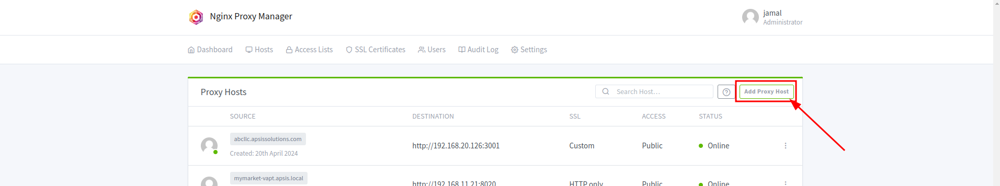 Nginx Proxy Manager
jamal
Administrator
Dashboard Hosts Access Lists SSL Certificates Users Audit Log Settings
Proxy Hosts Search Host... Add Proxy Host
SOURCE DESTINATION SSL ACCESS STATUS
abcllc.apsissolutions.com
Created: 20th April 2024
http://192.168.20.126:3001 Custom Public Online
mymarket-vapt.apsis.local
http://192.168.11.21:8020 HTTP only Public Online